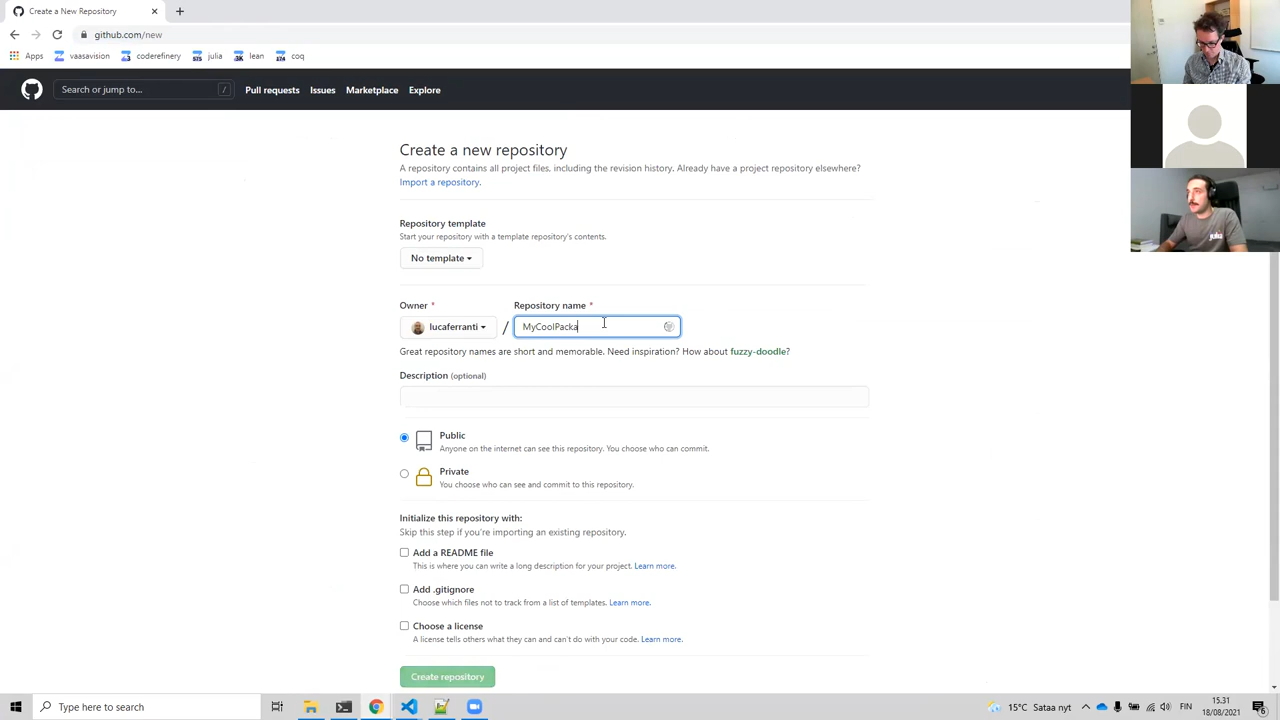 Create a New Repository
github.com/new
Apps vaasavision coderefinery julia lean coq
Search or jump to... / Pull requests Issues Marketplace Explore
Create a new repository
A repository contains all project files, including the revision history. Already have a project repository elsewhere?
Import a repository.
Repository template
Start your repository with a template repository's contents.
No template
Owner * Repository name *
lucaferranti / MyCoolPacka
Great repository names are short and memorable. Need inspiration? How about fuzzy-doodle?
Description (optional)
Public
Anyone on the internet can see this repository. You choose who can commit.
Private
You choose who can see and commit to this repository.
Initialize this repository with:
Skip this step if you're importing an existing repository.
Add a README file
This is where you can write a long description for your project. Learn more.
Add .gitignore
Choose which files not to track from a list of templates. Learn more.
Choose a license
A license tells others what they can and can't do with your code. Learn more.
Create repository
Type here to search
15°C Sataa nyt FIN 15.31
18/08/2021